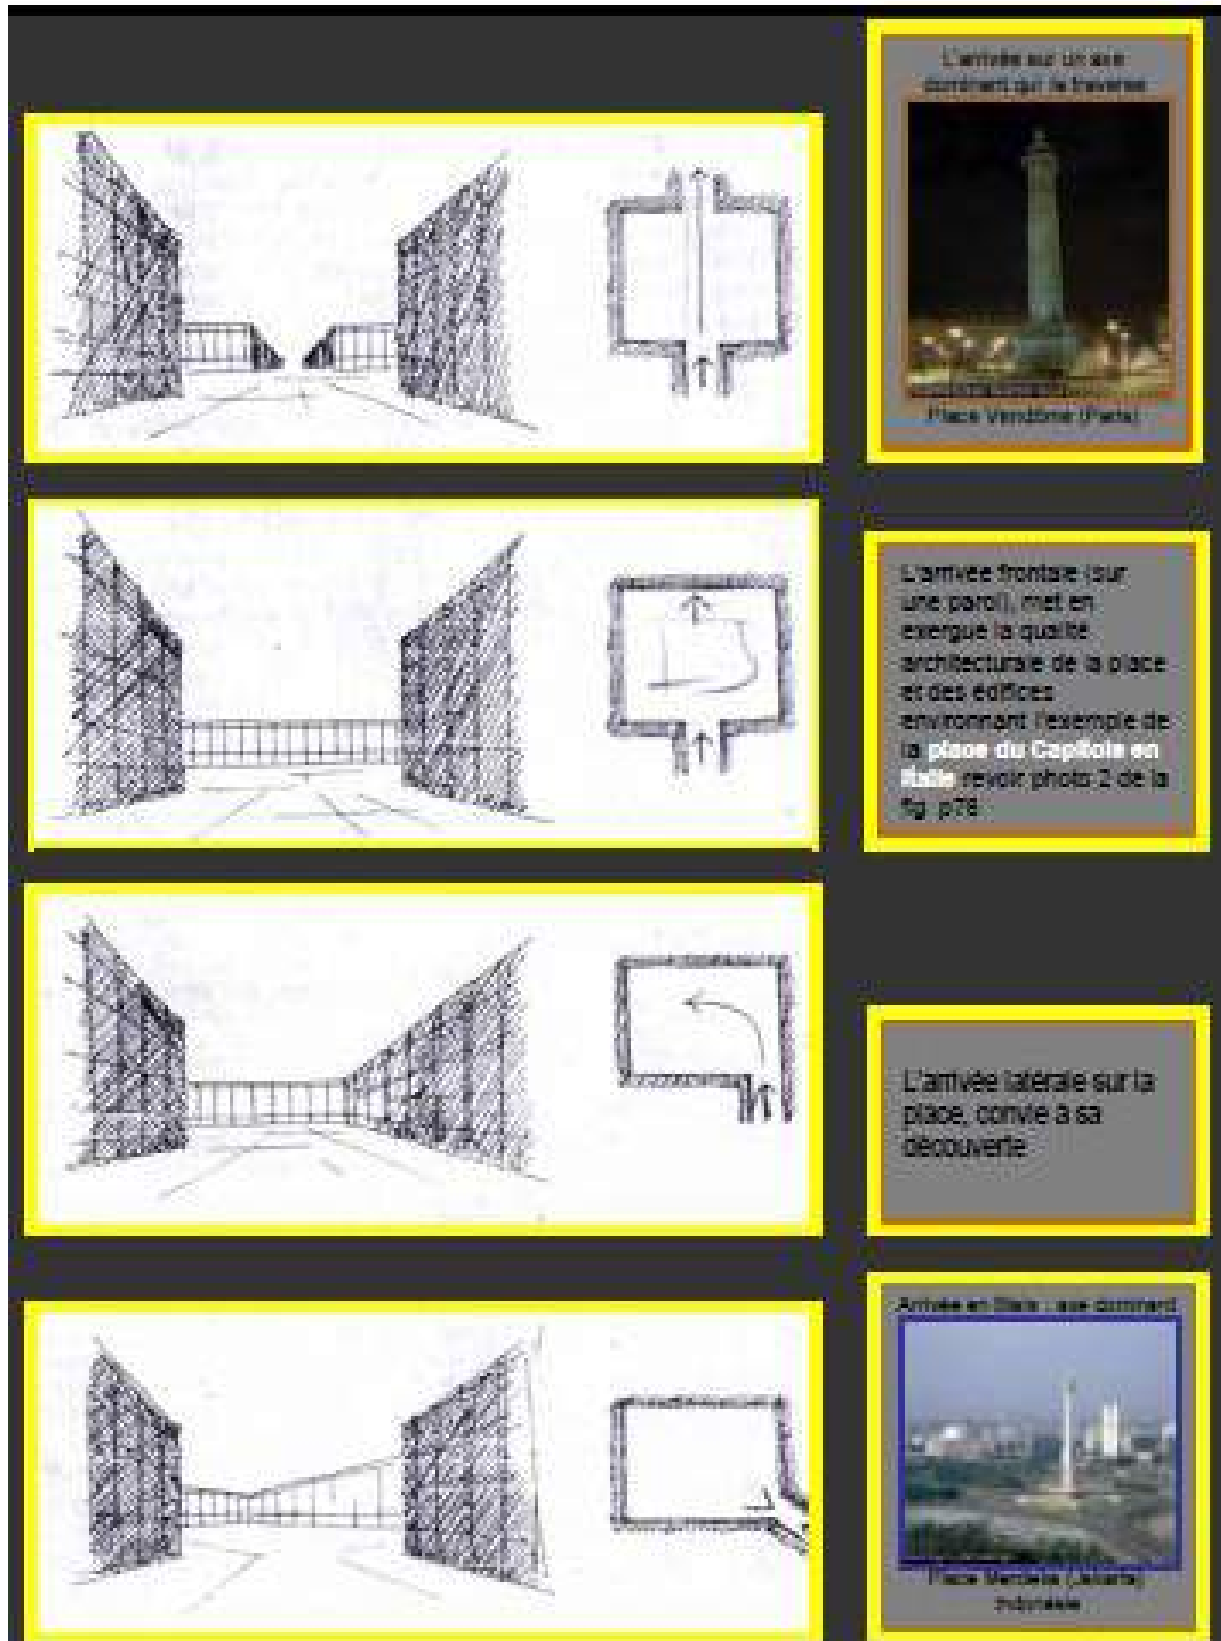 L'arrivée sur un axe
dominant qui la traverse
Place Vendôme (Paris)
L'arrivée frontale (sur
une paroi), met en
exergue la qualité
architecturale de la place
et des édifices
environnant l'exemple de
la place du Capitole en
Italie revoir photo 2 de la
fig. p78
L'arrivée latérale sur la
place, convie à sa
découverte
Arrivée en biais : axe dominant
Place Merdeka (Jakarta)
Indonésie